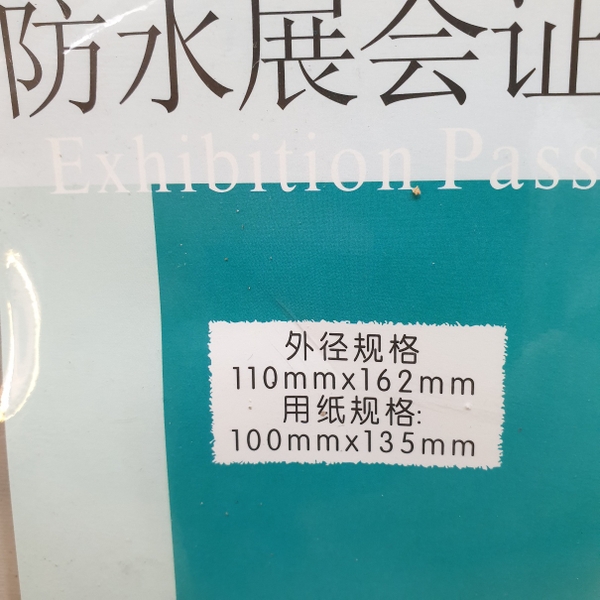 防水展会证
Exhibition Pass
外径规格
110mmx162mm
用纸规格:
100mmx135mm